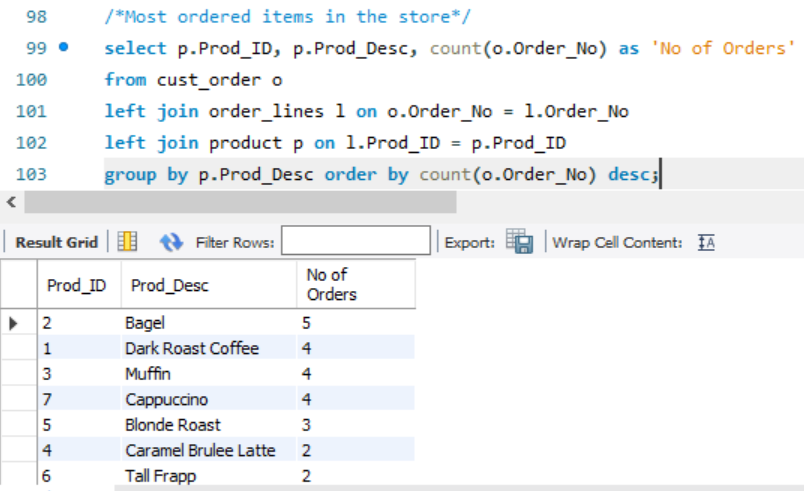 98 /*Most ordered items in the store*/
99 select p.Prod_ID, p.Prod_Desc, count(o.Order_No) as 'No of Orders'
100 from cust_order o
101 left join order_lines l on o.Order_No = l.Order_No
102 left join product p on l.Prod_ID = p.Prod_ID
103 group by p.Prod_Desc order by count(o.Order_No) desc;
Result Grid Filter Rows: Export: Wrap Cell Content: IA
Prod_ID Prod_Desc No of Orders
2 Bagel 5
1 Dark Roast Coffee 4
3 Muffin 4
7 Cappuccino 4
5 Blonde Roast 3
4 Caramel Brulee Latte 2
6 Tall Frapp 2